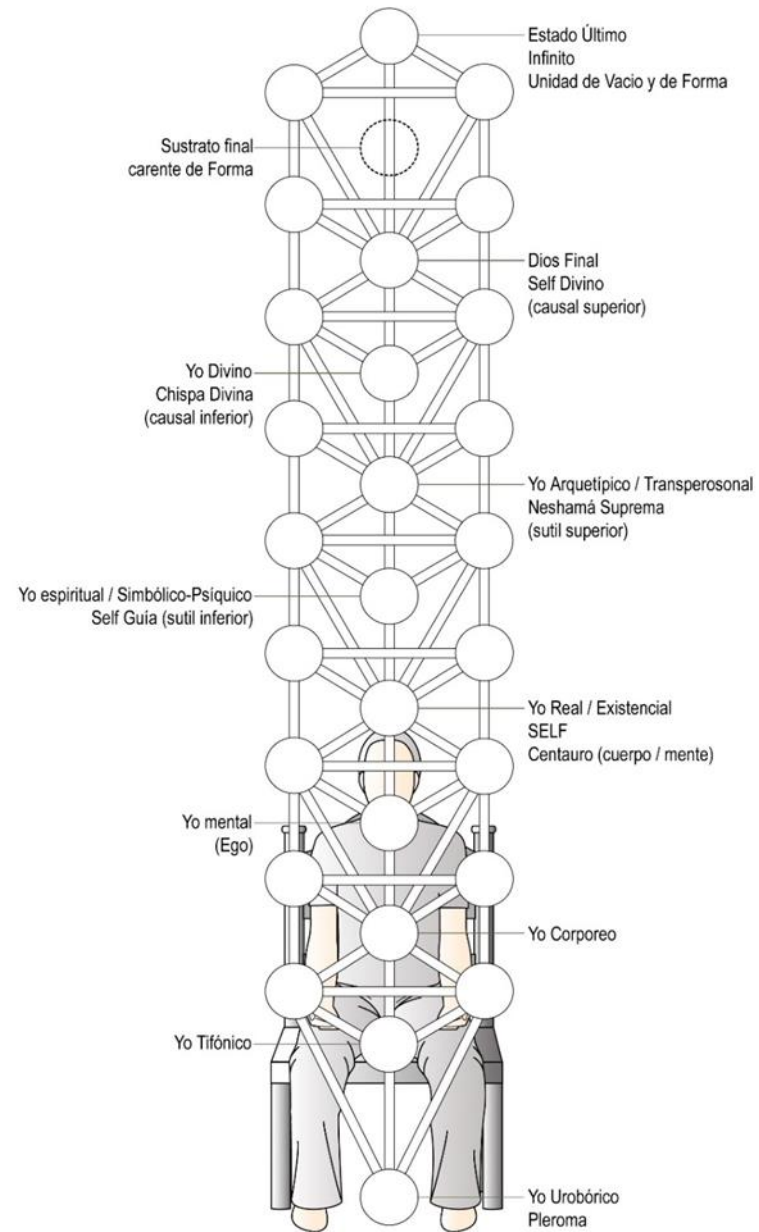 Estado Último
Infinito
Unidad de Vacio y de Forma
Sustrato final
carente de Forma
Dios Final
Self Divino
(causal superior)
Yo Divino
Chispa Divina
(causal inferior)
Yo Arquetípico / Transperosonal
Neshamá Suprema
(sutil superior)
Yo espiritual / Simbólico-Psíquico
Self Guía (sutil inferior)
Yo Real / Existencial
SELF
Centauro (cuerpo / mente)
Yo mental
(Ego)
Yo Corporeo
Yo Tifónico
Yo Urobórico
Pleroma